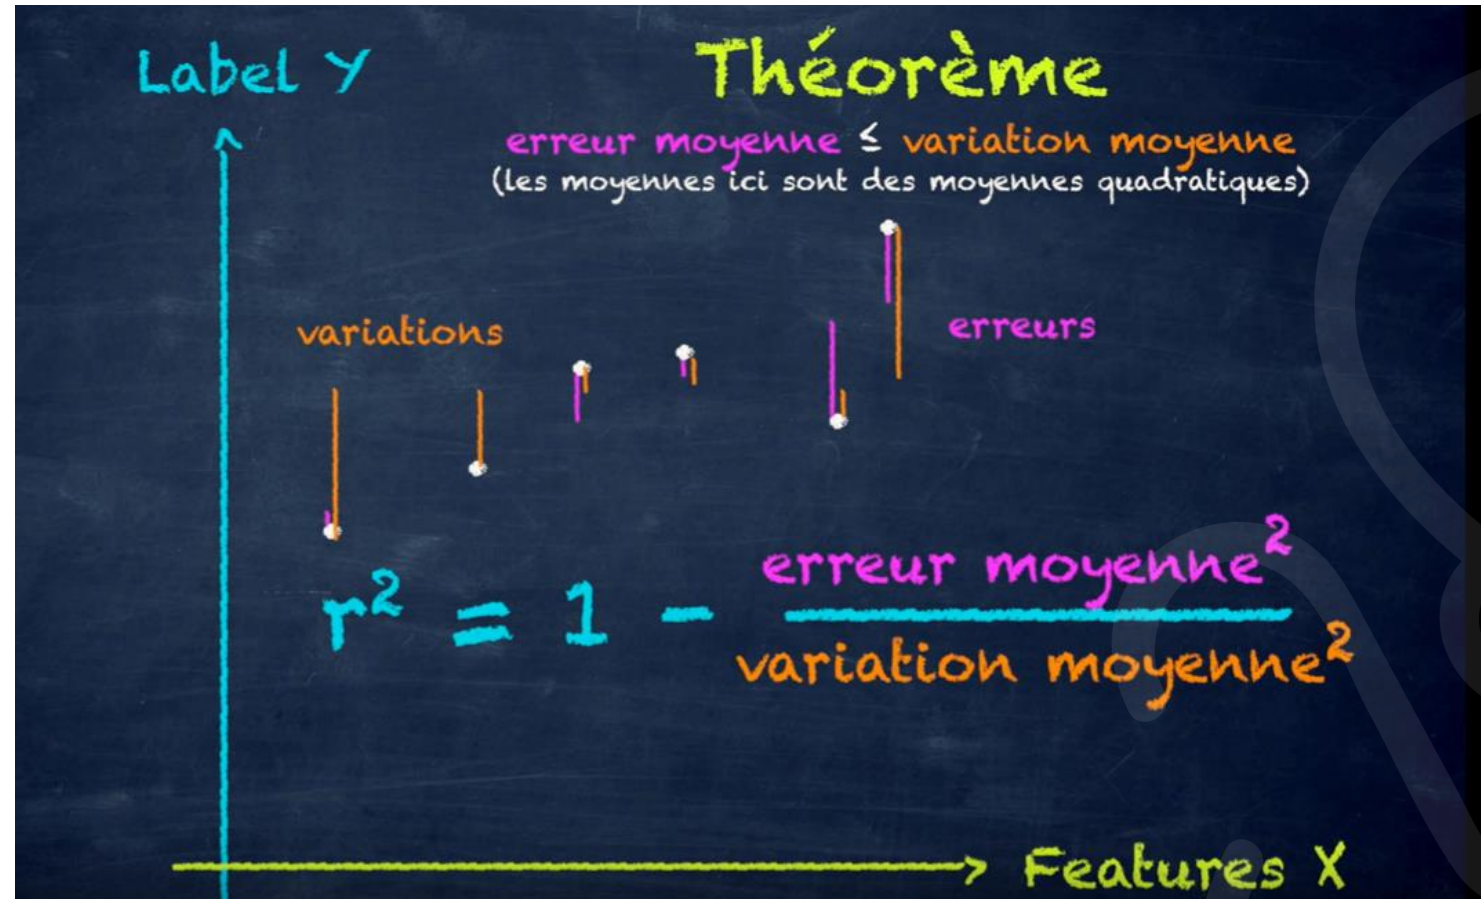 Label Y
Théorème
erreur moyenne ≤ variation moyenne
(les moyennes ici sont des moyennes quadratiques)
variations
erreurs
r² = 1 - erreur moyenne²
variation moyenne²
Features X